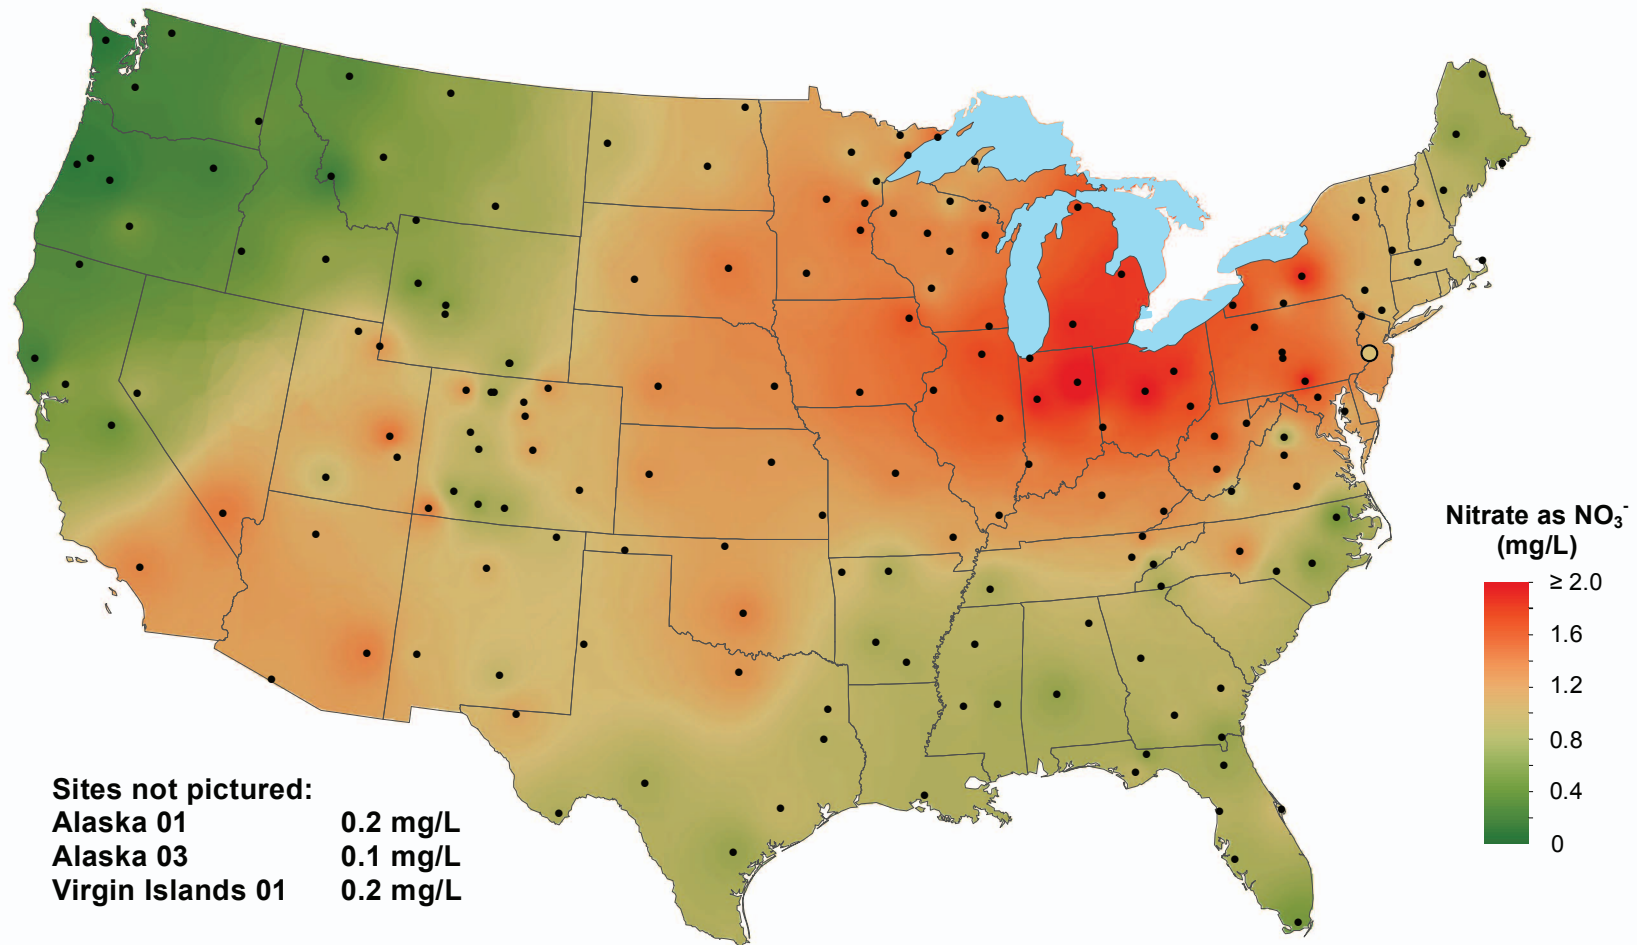 Nitrate as NO₃⁻
(mg/L)
≥ 2.0
1.6
1.2
0.8
0.4
0
Sites not pictured:
Alaska 01 0.2 mg/L
Alaska 03 0.1 mg/L
Virgin Islands 01 0.2 mg/L